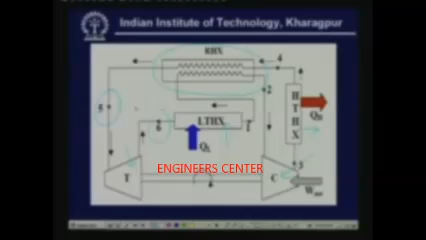 Indian Institute of Technology, Kharagpur
RHX
4
2
H
T
H
X
QH
5
6
LTHX
1
QL
3
ENGINEERS CENTER
T
C
Wnet